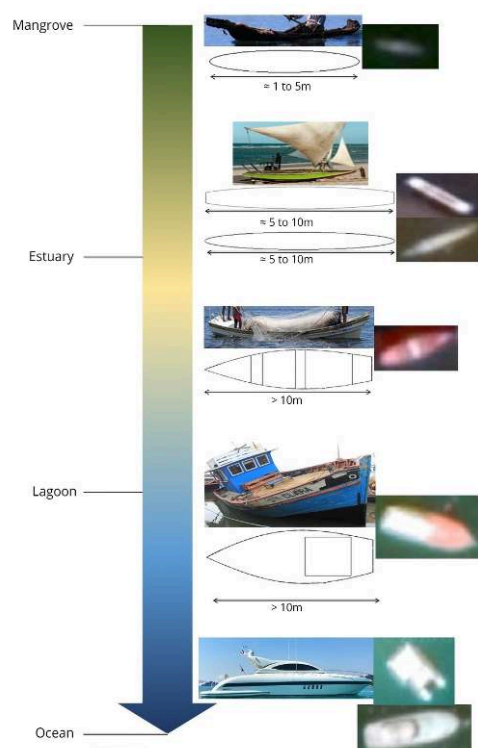 Mangrove
≈ 1 to 5m
≈ 5 to 10m
Estuary
≈ 5 to 10m
> 10m
Lagoon
> 10m
Ocean